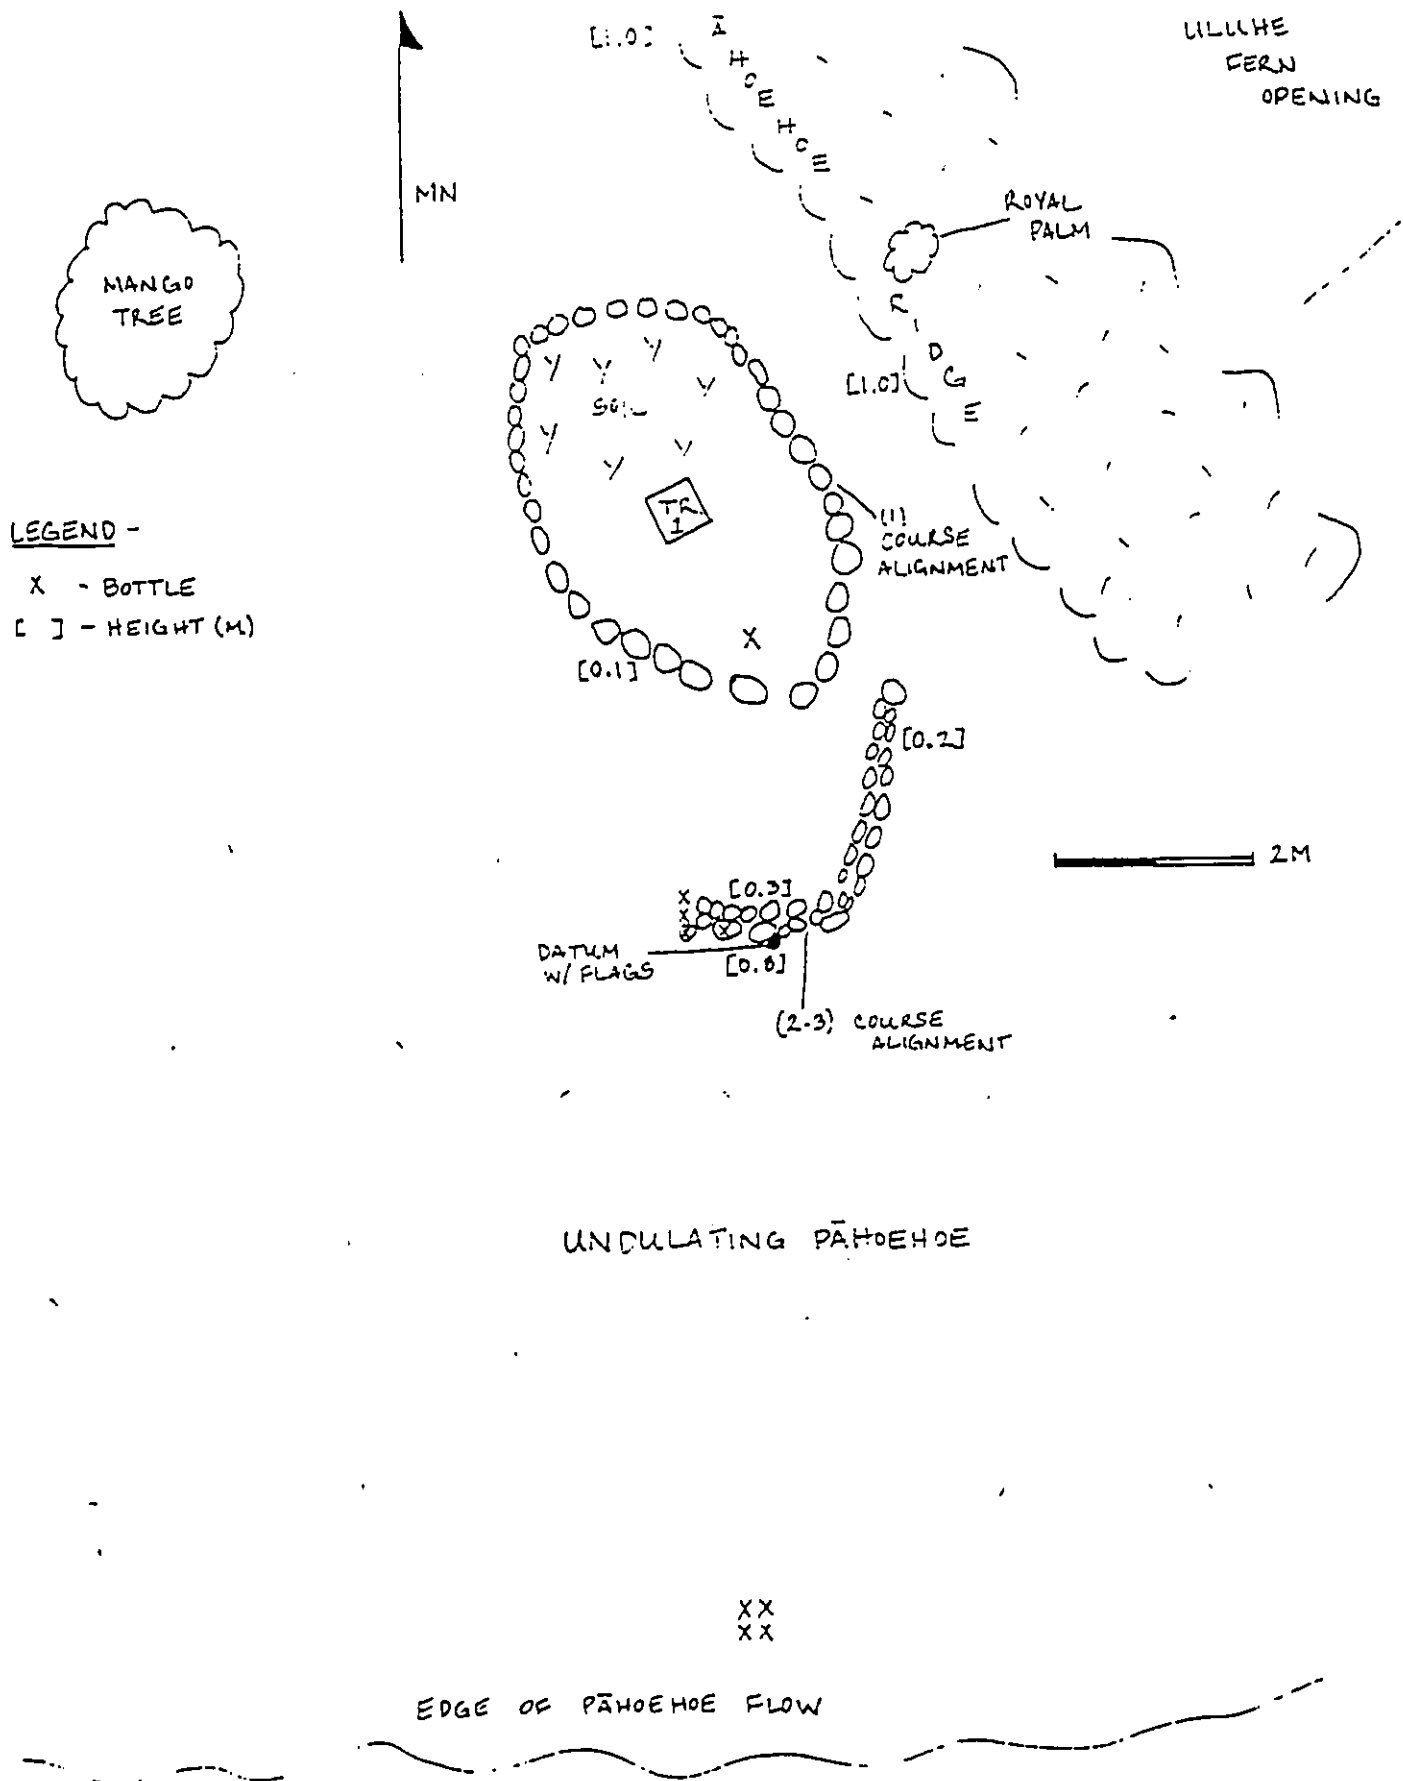 [1.0]
ULUHE
FERN
OPENING
ĀHOEHOE
MN
ROYAL
PALM
MANGO
TREE
RIDGE
[1.0]
SOIL
TR.
1
(1)
COURSE
ALIGNMENT
LEGEND -
X - BOTTLE
[ ] - HEIGHT (M)
X
[0.1]
[0.2]
2M
[0.3]
X
X
X
X
DATUM
W/ FLAGS
[0.8]
(2-3) COURSE
ALIGNMENT
UNDULATING PĀHOEHOE
XX
XX
EDGE OF PĀHOEHOE FLOW